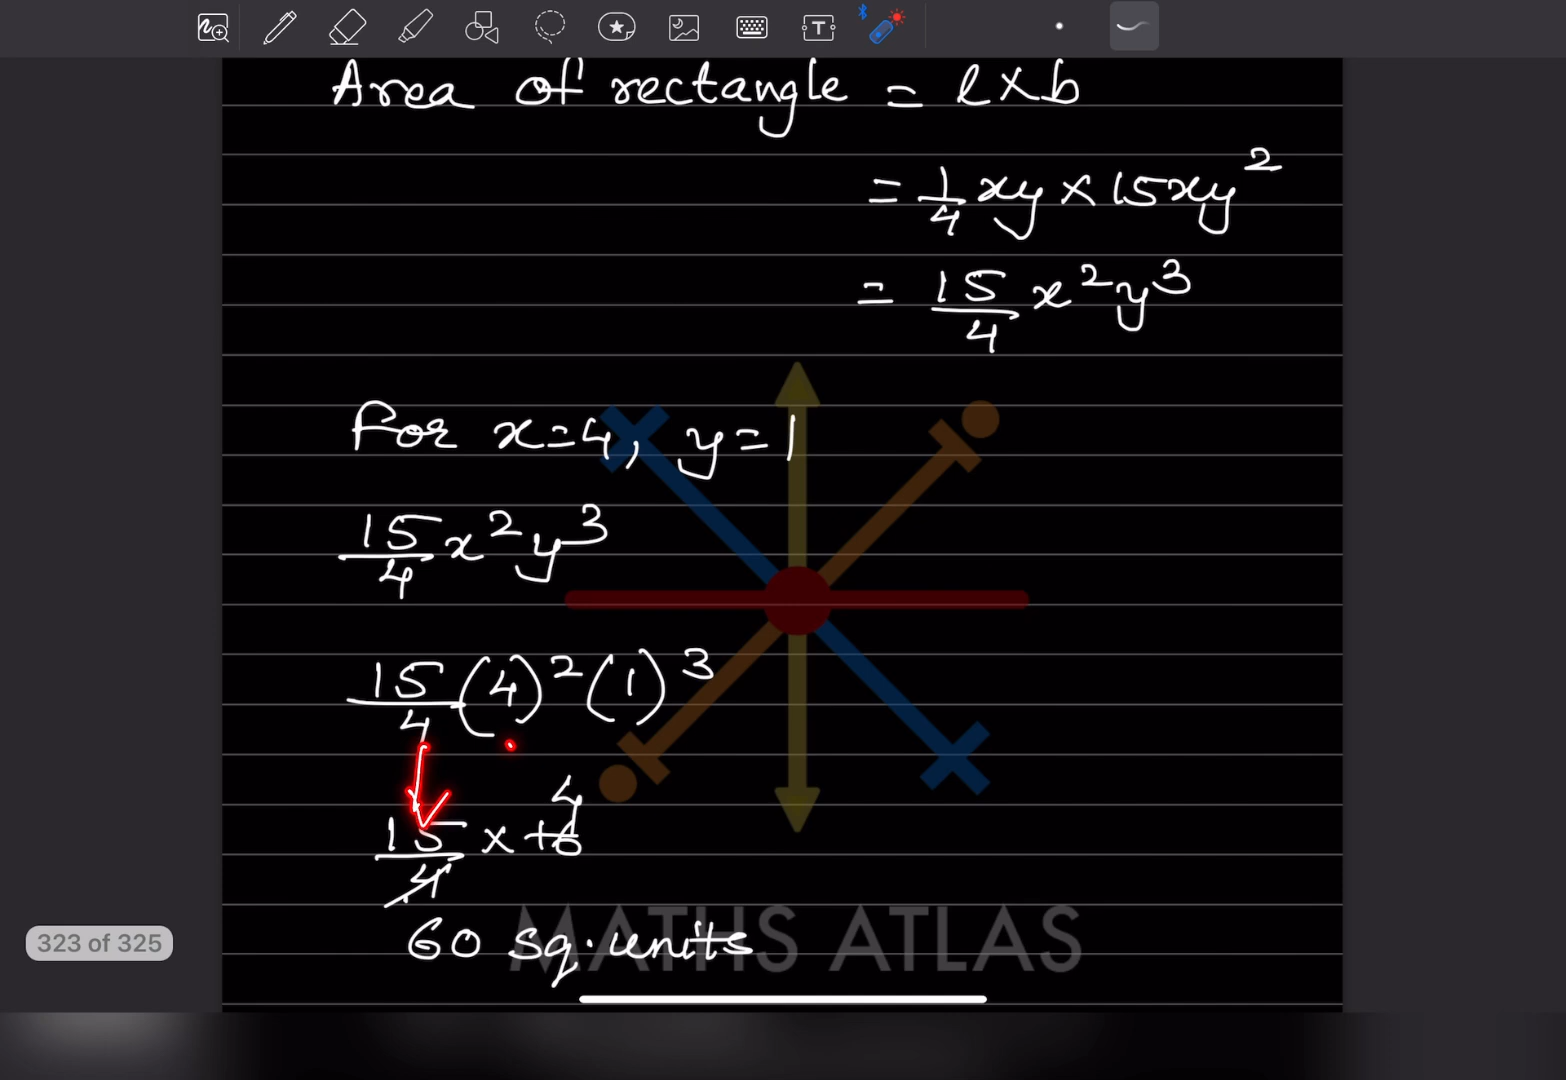 T
Area of rectangle = l×b
= 1/4 xy × 15xy²
= 15/4 x²y³
For x=4, y=1
15/4 x²y³
15/4 (4)²(1)³
4
15/4 × 16
60 sq. units
MATHS ATLAS
323 of 325